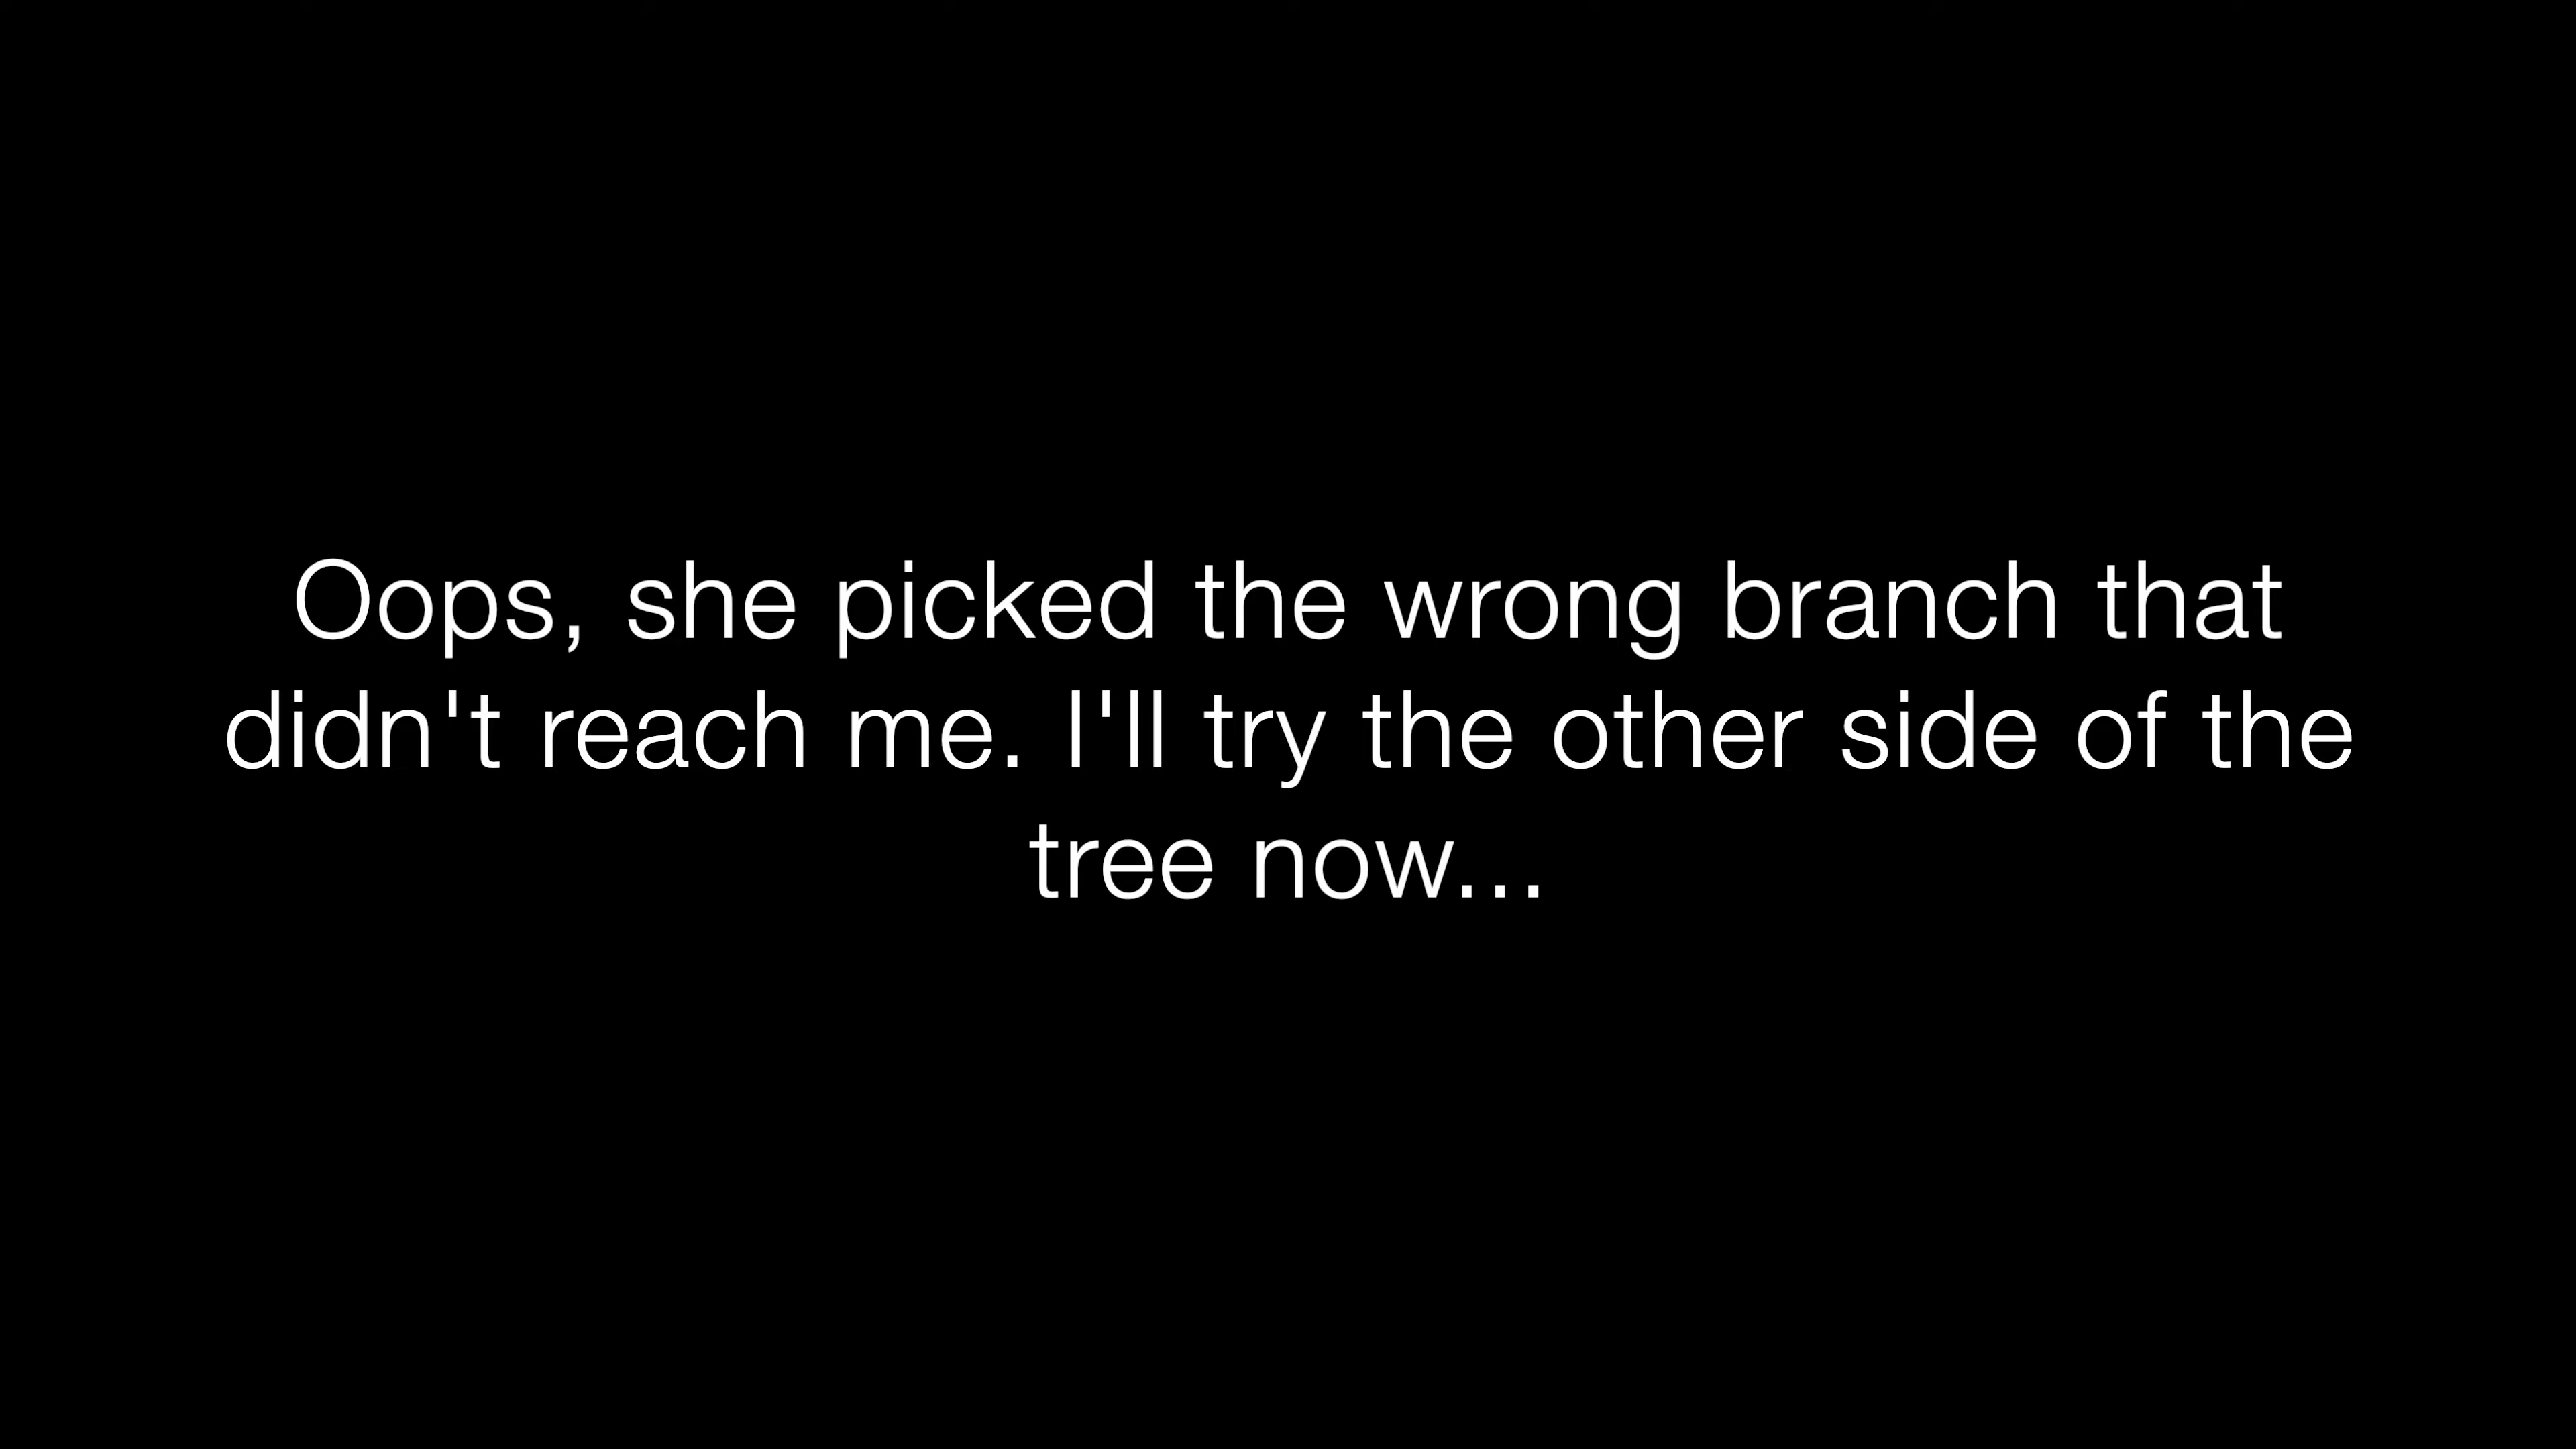 Oops, she picked the wrong branch that
didn't reach me. I'll try the other side of the
tree now...